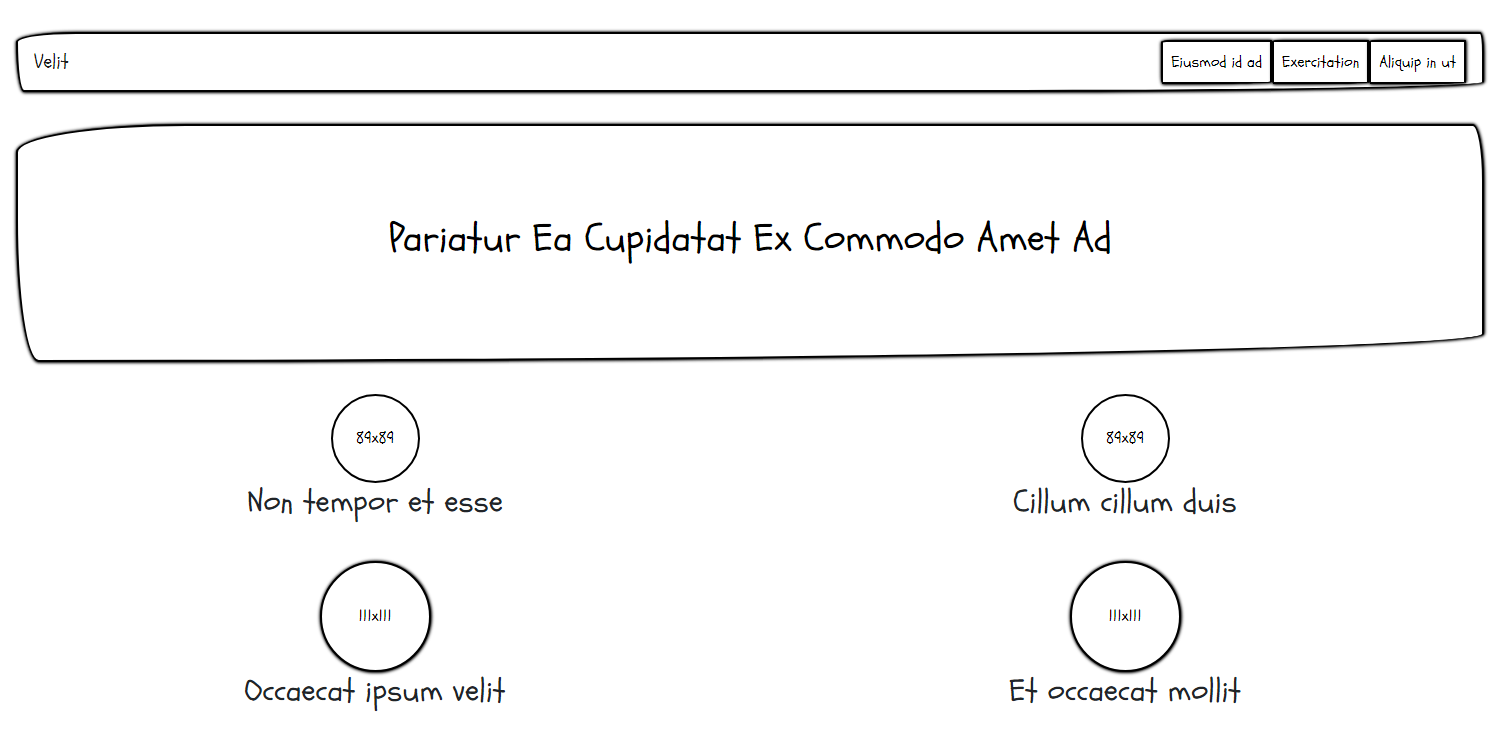 Velit
Eiusmod id ad
Exercitation
Aliquip in ut
Pariatur Ea Cupidatat Ex Commodo Amet Ad
89x89
89x89
Non tempor et esse
Cillum cillum duis
111x111
111x111
Occaecat ipsum velit
Et occaecat mollit